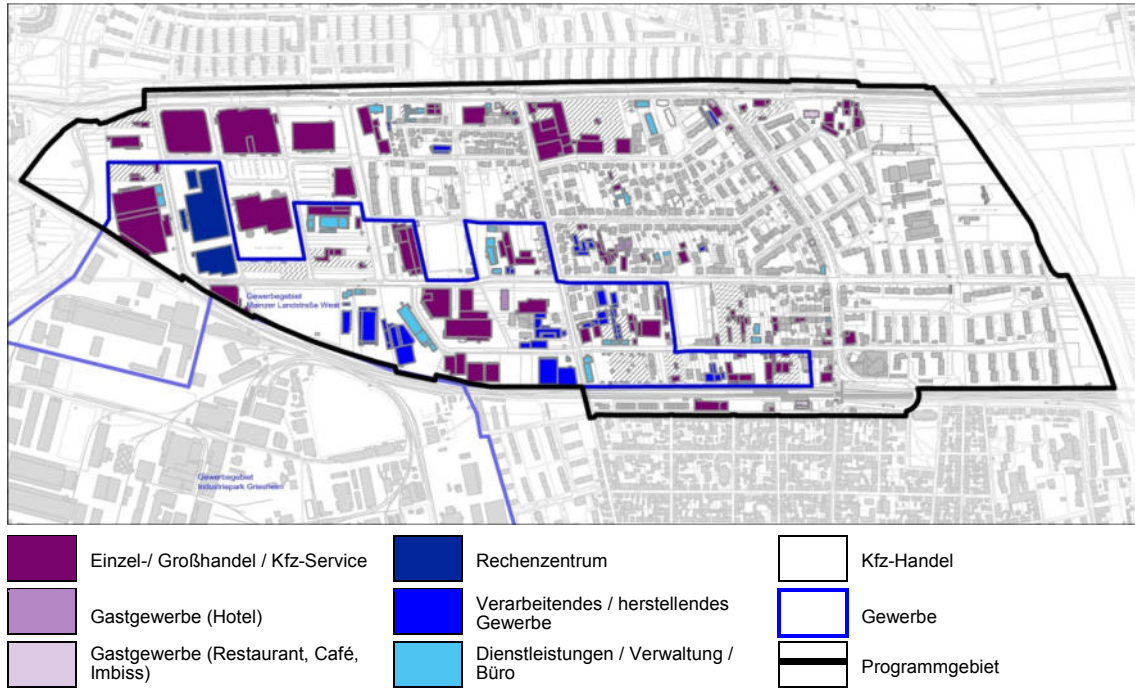 Gewerbegebiet
Mainzer Landstraße West
Gewerbegebiet
Industriepark Griesheim
Einzel-/ Großhandel / Kfz-Service
Rechenzentrum
Kfz-Handel
Gastgewerbe (Hotel)
Verarbeitendes / herstellendes
Gewerbe
Gewerbe
Gastgewerbe (Restaurant, Café,
Imbiss)
Dienstleistungen / Verwaltung /
Büro
Programmgebiet